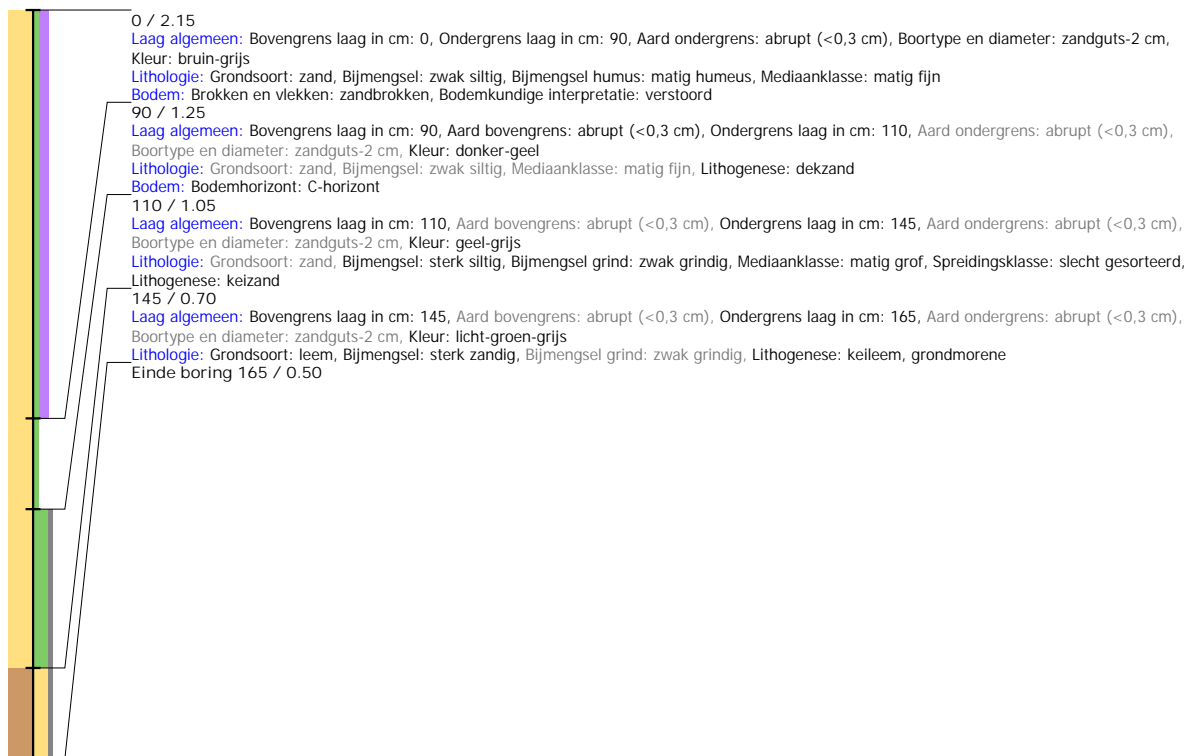 0 / 2.15
Laag algemeen: Bovengrens laag in cm: 0, Ondergrens laag in cm: 90, Aard ondergrens: abrupt (<0,3 cm), Boortype en diameter: zandguts-2 cm,
Kleur: bruin-grijs
Lithologie: Grondsoort: zand, Bijmengsel: zwak siltig, Bijmengsel humus: matig humeus, Mediaanklasse: matig fijn
Bodem: Brokken en vlekken: zandbrokken, Bodemkundige interpretatie: verstoord
90 / 1.25
Laag algemeen: Bovengrens laag in cm: 90, Aard bovengrens: abrupt (<0,3 cm), Ondergrens laag in cm: 110, Aard ondergrens: abrupt (<0,3 cm),
Boortype en diameter: zandguts-2 cm, Kleur: donker-geel
Lithologie: Grondsoort: zand, Bijmengsel: zwak siltig, Mediaanklasse: matig fijn, Lithogenese: dekzand
Bodem: Bodemhorizont: C-horizont
110 / 1.05
Laag algemeen: Bovengrens laag in cm: 110, Aard bovengrens: abrupt (<0,3 cm), Ondergrens laag in cm: 145, Aard ondergrens: abrupt (<0,3 cm),
Boortype en diameter: zandguts-2 cm, Kleur: geel-grijs
Lithologie: Grondsoort: zand, Bijmengsel: sterk siltig, Bijmengsel grind: zwak grindig, Mediaanklasse: matig grof, Spreidingsklasse: slecht gesorteerd,
Lithogenese: keizand
145 / 0.70
Laag algemeen: Bovengrens laag in cm: 145, Aard bovengrens: abrupt (<0,3 cm), Ondergrens laag in cm: 165, Aard ondergrens: abrupt (<0,3 cm),
Boortype en diameter: zandguts-2 cm, Kleur: licht-groen-grijs
Lithologie: Grondsoort: leem, Bijmengsel: sterk zandig, Bijmengsel grind: zwak grindig, Lithogenese: keileem, grondmorene
Einde boring 165 / 0.50